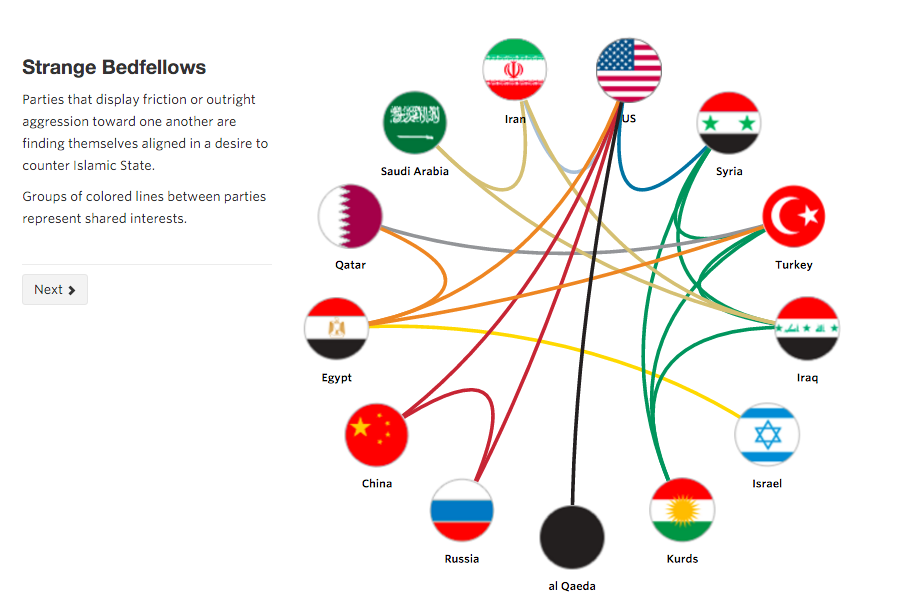 Strange Bedfellows
Parties that display friction or outright
aggression toward one another are
finding themselves aligned in a desire to
counter Islamic State.
Groups of colored lines between parties
represent shared interests.
Next
Iran
US
Saudi Arabia
Syria
Qatar
Turkey
Egypt
Iraq
China
Israel
Russia
Kurds
al Qaeda